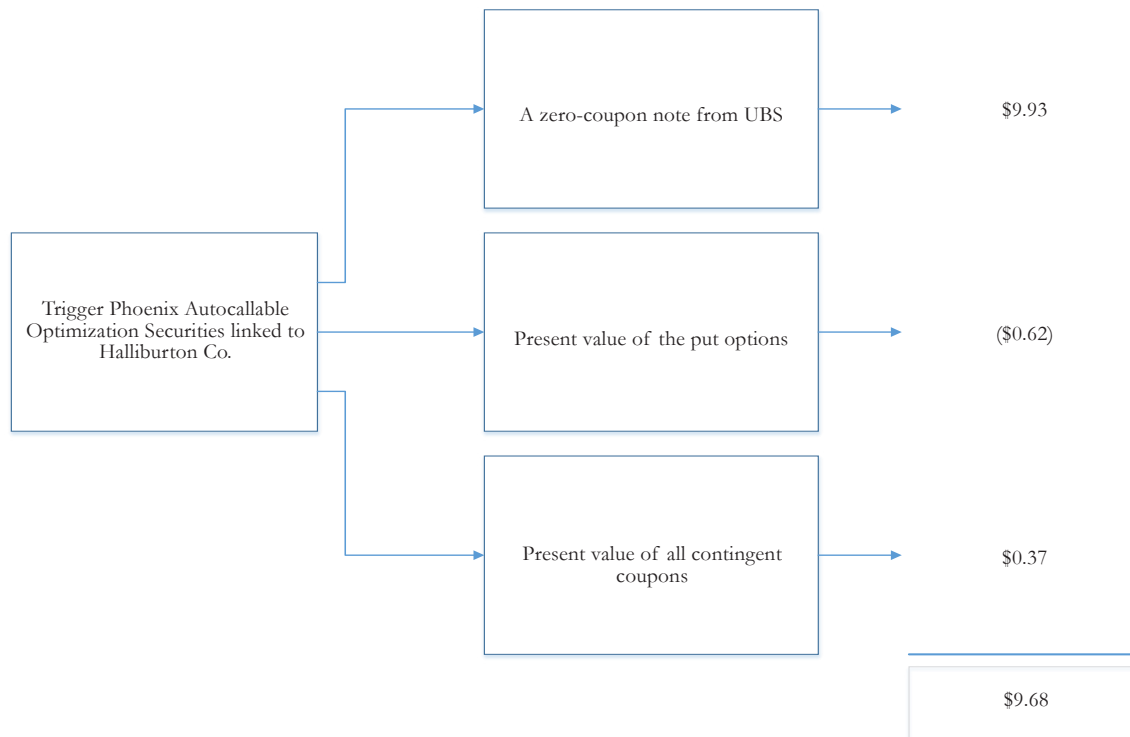 A zero-coupon note from UBS
$9.93
Trigger Phoenix Autocallable
Optimization Securities linked to
Halliburton Co.
Present value of the put options
($0.62)
Present value of all contingent
coupons
$0.37
$9.68